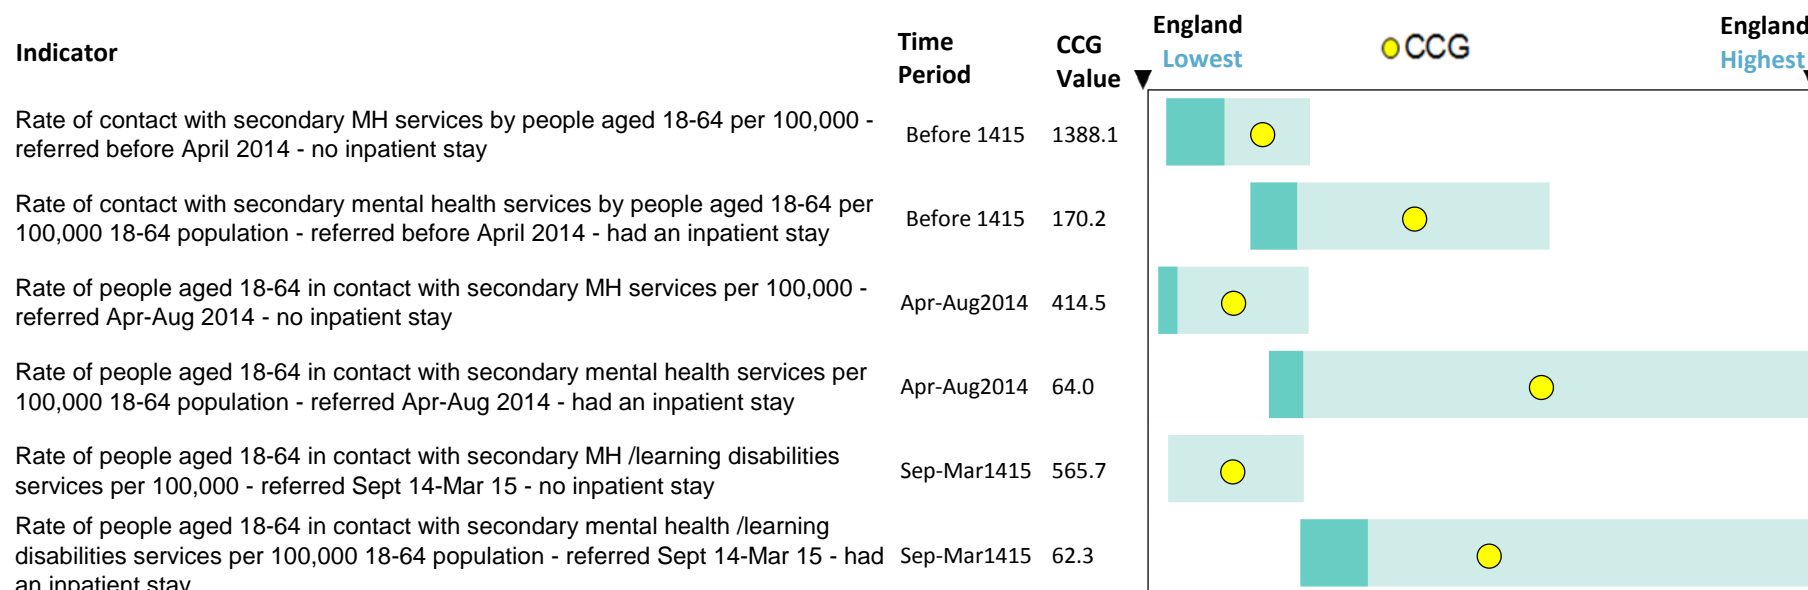 Indicator
Time Period
CCG Value
England Lowest
CCG
England Highest
Rate of contact with secondary MH services by people aged 18-64 per 100,000 -
referred before April 2014 - no inpatient stay
Before 1415 1388.1
Rate of contact with secondary mental health services by people aged 18-64 per
100,000 18-64 population - referred before April 2014 - had an inpatient stay
Before 1415 170.2
Rate of people aged 18-64 in contact with secondary MH services per 100,000 -
referred Apr-Aug 2014 - no inpatient stay
Apr-Aug2014 414.5
Rate of people aged 18-64 in contact with secondary mental health services per
100,000 18-64 population - referred Apr-Aug 2014 - had an inpatient stay
Apr-Aug2014 64.0
Rate of people aged 18-64 in contact with secondary MH /learning disabilities
services per 100,000 - referred Sept 14-Mar 15 - no inpatient stay
Sep-Mar1415 565.7
Rate of people aged 18-64 in contact with secondary mental health /learning
disabilities services per 100,000 18-64 population - referred Sept 14-Mar 15 - had
an inpatient stay
Sep-Mar1415 62.3